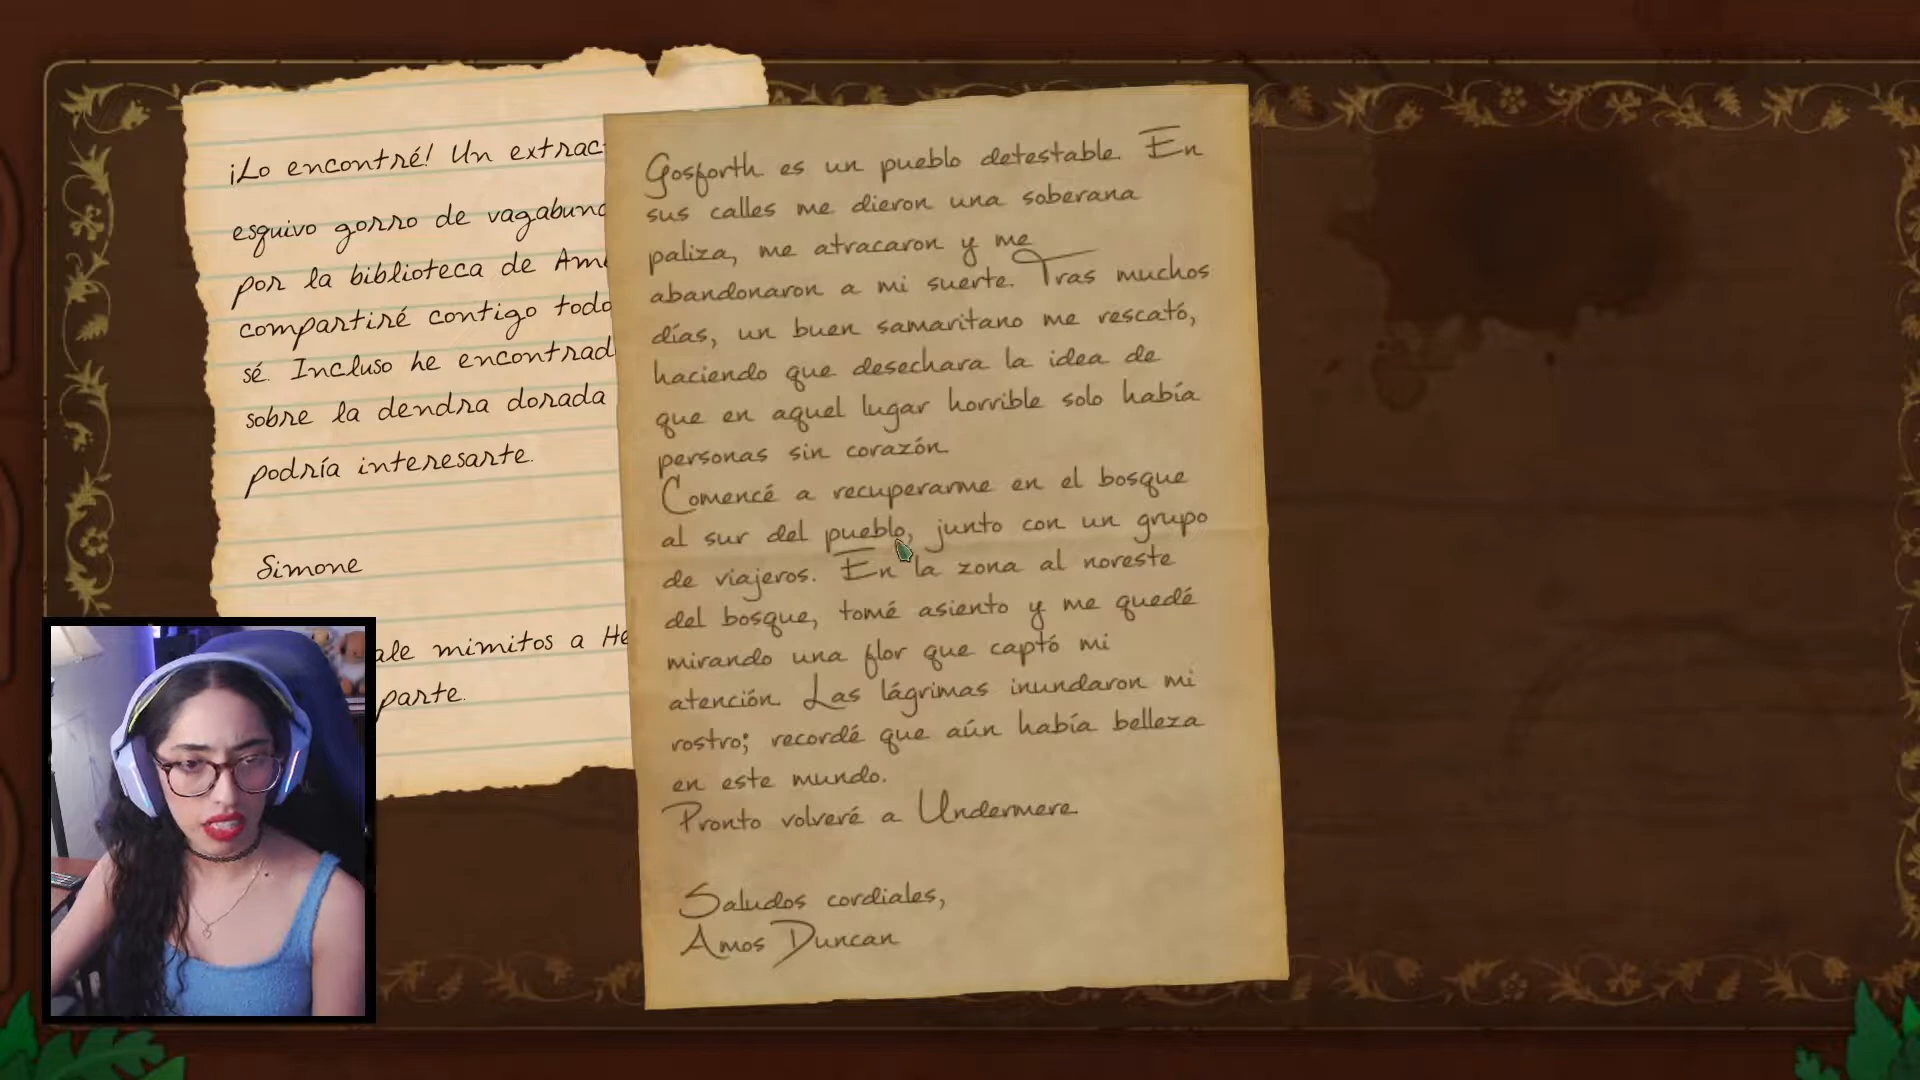 ¡Lo encontré! Un extrac
esquivo gorro de vagabund
por la biblioteca de Am
compartiré contigo todo
sé. Incluso he encontrad
sobre la dendra dorada
podría interesarte.
Simone
ale mimitos a He
parte.
Gosforth es un pueblo detestable. En
sus calles me dieron una soberana
paliza, me atracaron y me
abandonaron a mi suerte. Tras muchos
días, un buen samaritano me rescató,
haciendo que desechara la idea de
que en aquel lugar horrible solo había
personas sin corazón.
Comencé a recuperarme en el bosque
al sur del pueblo, junto con un grupo
de viajeros. En la zona al noreste
del bosque, tomé asiento y me quedé
mirando una flor que captó mi
atención. Las lágrimas inundaron mi
rostro; recordé que aún había belleza
en este mundo.
Pronto volveré a Undermere
Saludos cordiales,
Amos Duncan